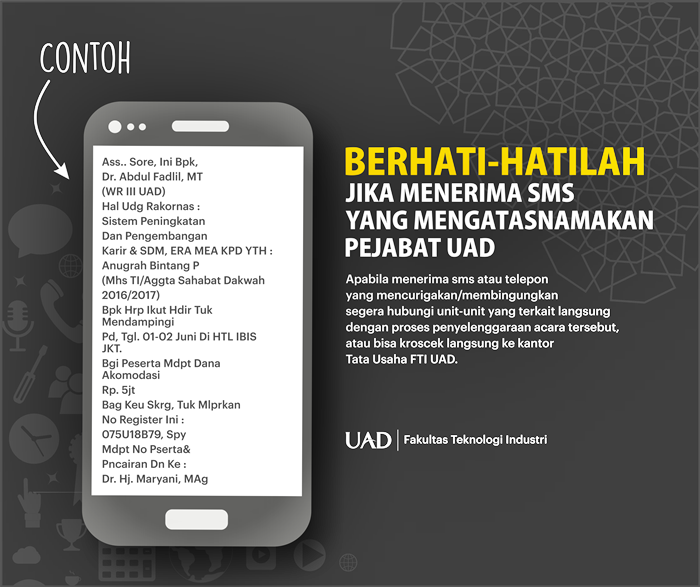 CONTOH
Ass.. Sore, Ini Bpk,
Dr. Abdul Fadlil, MT
(WR III UAD)
Hal Udg Rakornas :
Sistem Peningkatan
Dan Pengembangan
Karir & SDM, ERA MEA KPD YTH :
Anugrah Bintang P
(Mhs TI/Aggta Sahabat Dakwah
2016/2017)
Bpk Hrp Ikut Hdir Tuk
Mendampingi
Pd, Tgl. 01-02 Juni Di HTL IBIS
JKT.
Bgi Peserta Mdpt Dana
Akomodasi
Rp. 5jt
Bag Keu Skrg, Tuk Mlprkan
No Register Ini :
075U18B79, Spy
Mdpt No Pserta&
Pncairan Dn Ke :
Dr. Hj. Maryani, MAg
BERHATI-HATILAH
JIKA MENERIMA SMS
YANG MENGATASNAMAKAN
PEJABAT UAD
Apabila menerima sms atau telepon
yang mencurigakan/membingungkan
segera hubungi unit-unit yang terkait langsung
dengan proses penyelenggaraan acara tersebut,
atau bisa kroscek langsung ke kantor
Tata Usaha FTI UAD.
UAD | Fakultas Teknologi Industri